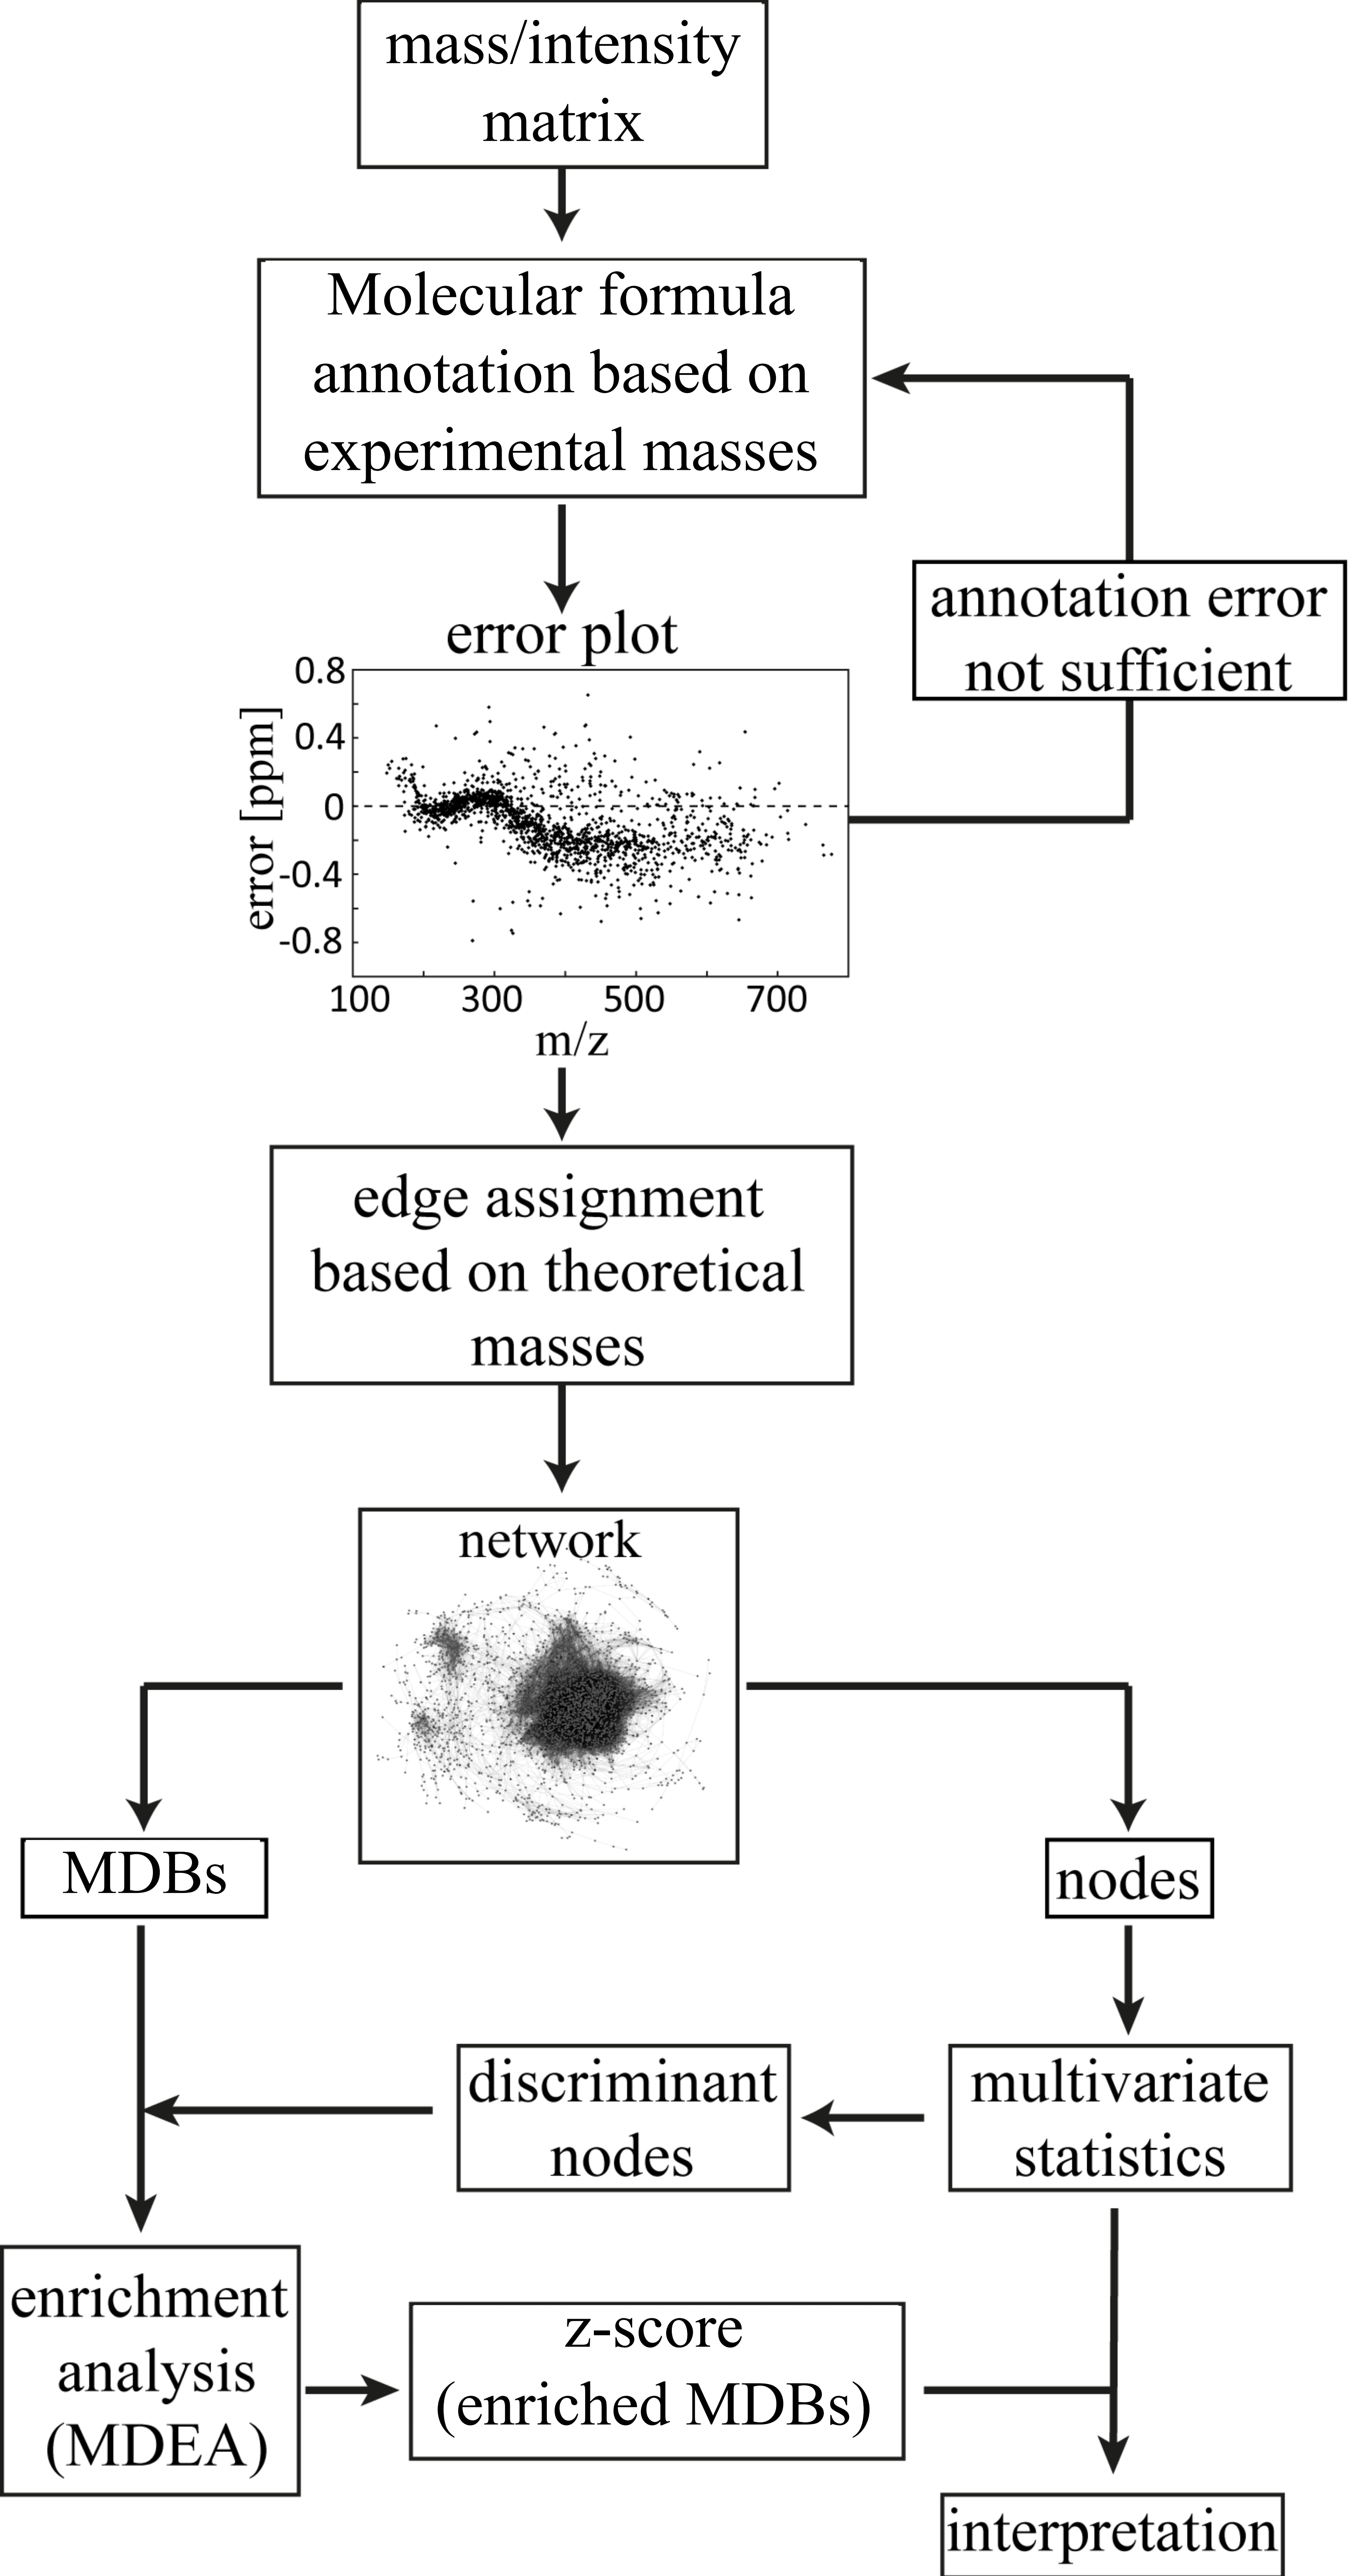 mass/intensity
matrix
Molecular formula
annotation based on
experimental masses
annotation error
not sufficient
error plot
0.8
0.4
0
-0.4
-0.8
error [ppm]
100 300 500 700
m/z
edge assignment
based on theoretical
masses
network
MDBs
nodes
discriminant
nodes
multivariate
statistics
enrichment
analysis
(MDEA)
z-score
(enriched MDBs)
interpretation